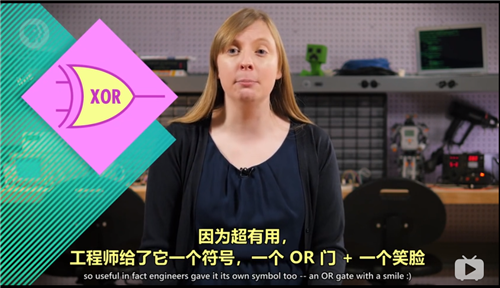 XOR
因为超有用，
工程师给了它一个符号，一个 OR 门 + 一个笑脸
so useful in fact engineers gave it its own symbol too -- an OR gate with a smile :)